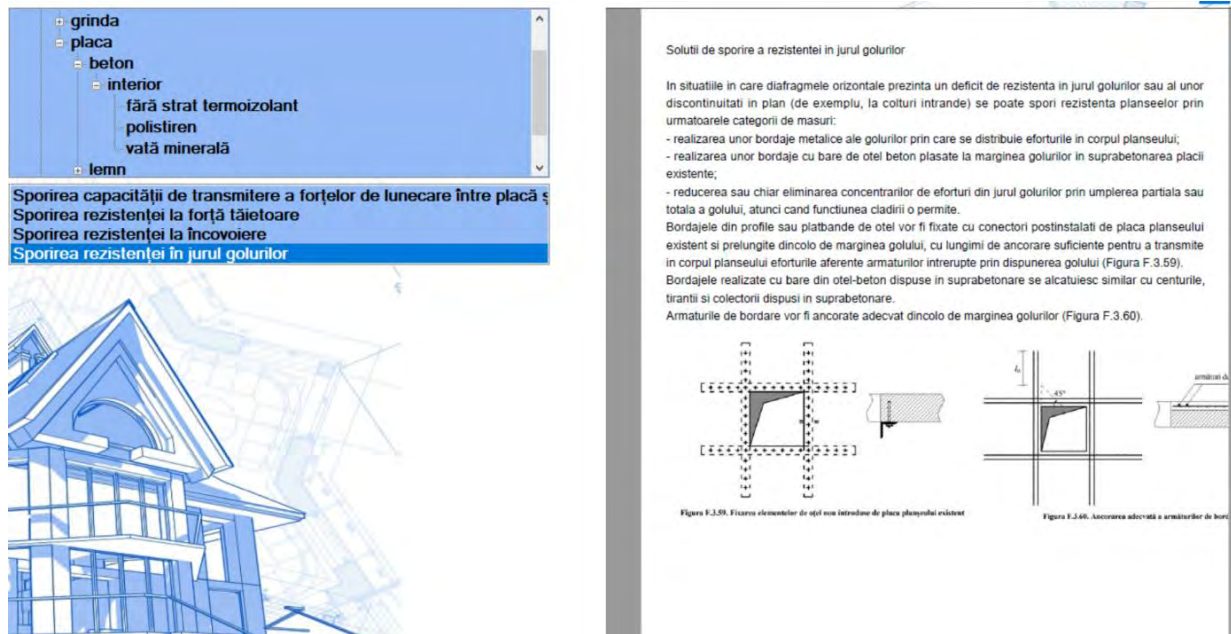 grinda
placa
beton
interior
fără strat termoizolant
polistiren
vată minerală
lemn
Sporirea capacității de transmitere a forțelor de lunecare între placă ș
Sporirea rezistenței la forță tăietoare
Sporirea rezistenței la încovoiere
Sporirea rezistenței în jurul golurilor
Solutii de sporire a rezistentei in jurul golurilor
In situatiile in care diafragmele orizontale prezinta un deficit de rezistenta in jurul golurilor sau al unor
discontinuitati in plan (de exemplu, la colturi intrande) se poate spori rezistenta planseelor prin
urmatoarele categorii de masuri:
- realizarea unor bordaje metalice ale golurilor prin care se distribuie eforturile in corpul planseului;
- realizarea unor bordaje cu bare de otel beton plasate la marginea golurilor in suprabetonarea placii
existente;
- reducerea sau chiar eliminarea concentrarilor de eforturi din jurul golurilor prin umplerea partiala sau
totala a golului, atunci cand functiunea cladirii o permite.
Bordajele din profile sau platbande de otel vor fi fixate cu conectori postinstalati de placa planseului
existent si prelungite dincolo de marginea golului, cu lungimi de ancorare suficiente pentru a transmite
in corpul planseului eforturile aferente armaturilor intrerupte prin dispunerea golului (Figura F.3.59).
Bordajele realizate cu bare din otel-beton dispuse in suprabetonare se alcatuiesc similar cu centurile,
tirantii si colectorii dispusi in suprabetonare.
Armaturile de bordare vor fi ancorate adecvat dincolo de marginea golurilor (Figura F.3.60).
45°
armături d
Figura F.3.59. Fixarea elementelor de oțel nou introduse de placa planșeului existent
Figura F.3.60. Ancorarea adecvată a armăturilor de bord